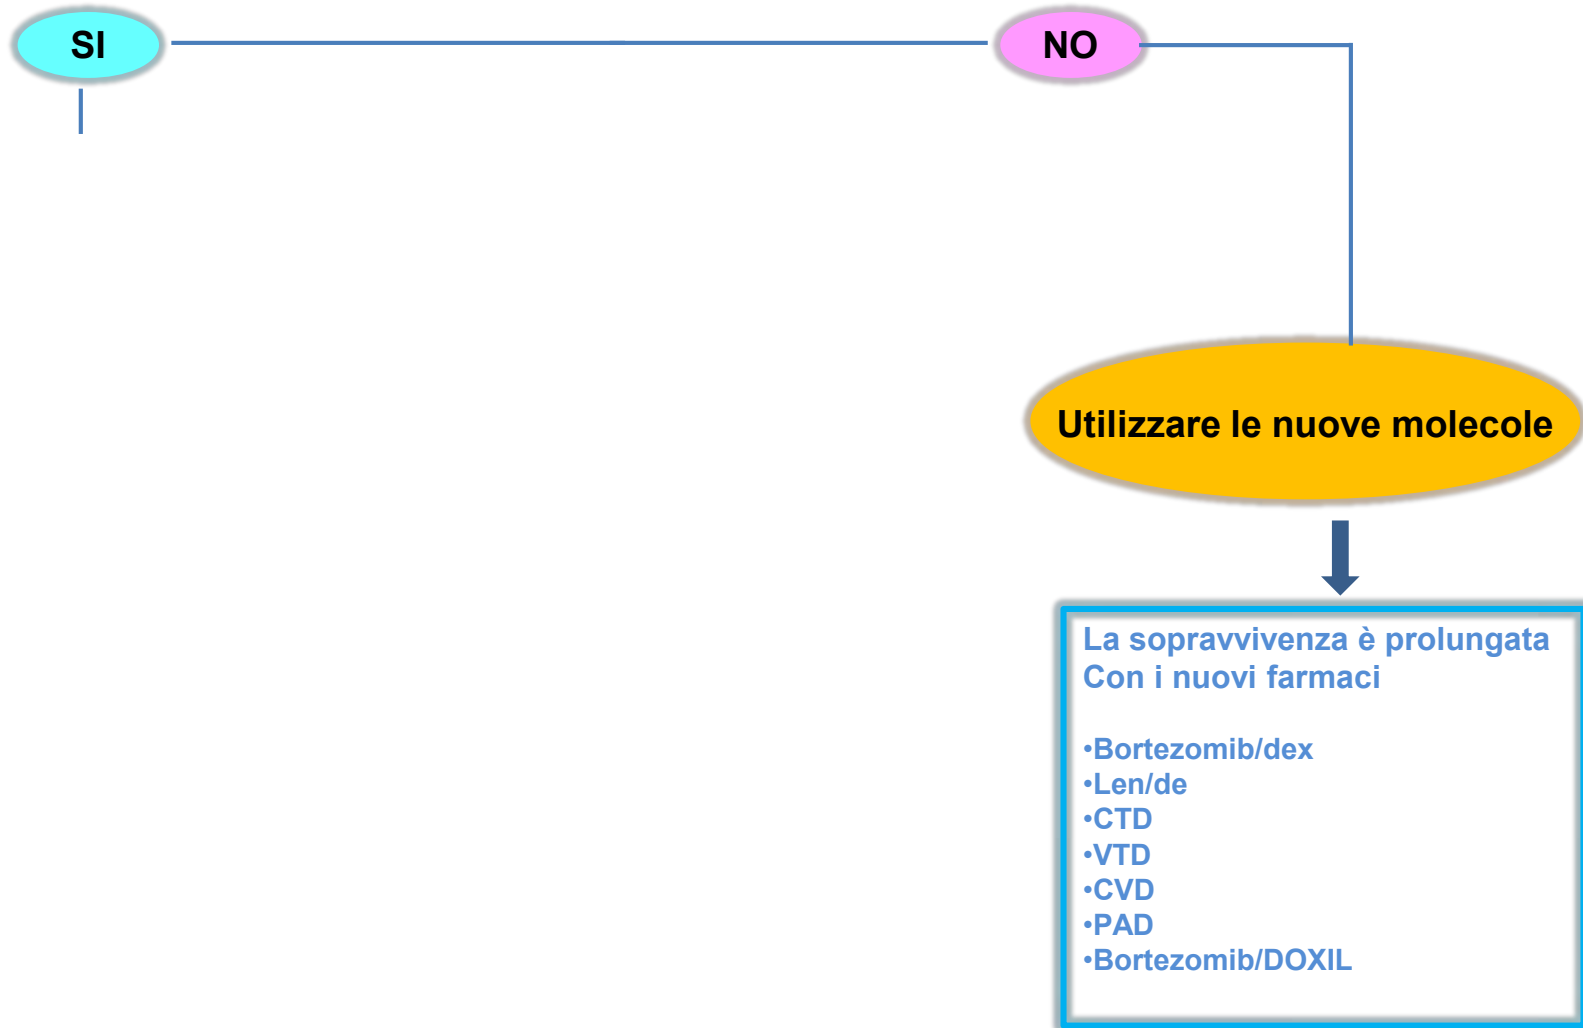 SI
NO
Utilizzare le nuove molecole
La sopravvivenza è prolungata
Con i nuovi farmaci
•Bortezomib/dex
•Len/de
•CTD
•VTD
•CVD
•PAD
•Bortezomib/DOXIL